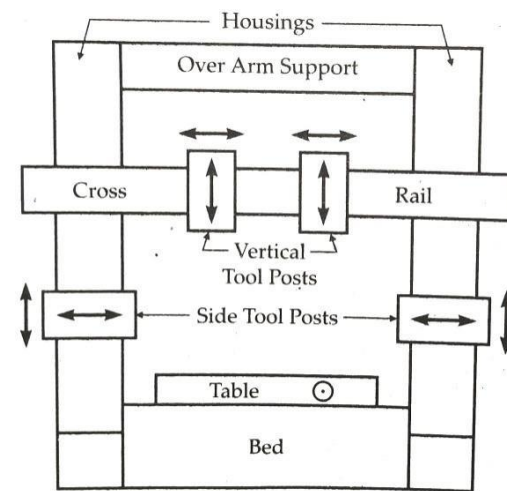 Housings
Over Arm Support
Cross
Rail
Vertical
Tool Posts
Side Tool Posts
Table
Bed